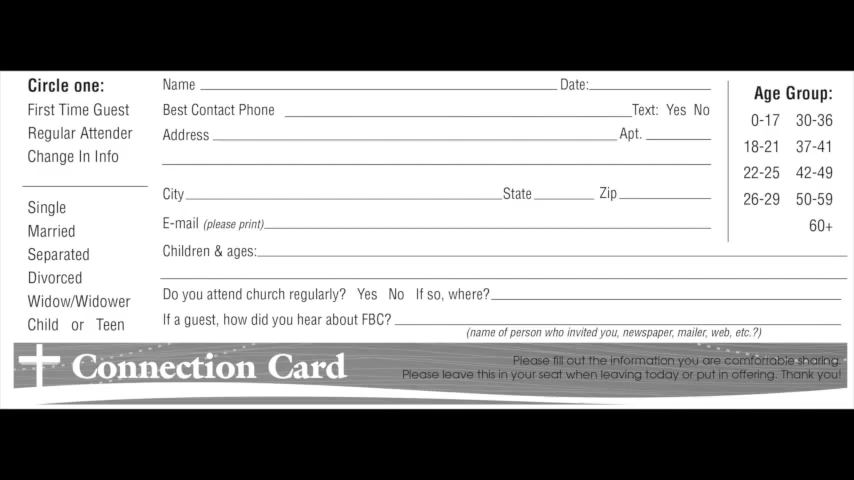 Circle one:
First Time Guest
Regular Attender
Change In Info
Single
Married
Separated
Divorced
Widow/Widower
Child or Teen
Name Date:
Best Contact Phone Text: Yes No
Address Apt.
City State Zip
E-mail (please print)
Children & ages:
Do you attend church regularly? Yes No If so, where?
If a guest, how did you hear about FBC?
(name of person who invited you, newspaper, mailer, web, etc.?)
Age Group:
0-17 30-36
18-21 37-41
22-25 42-49
26-29 50-59
60+
Connection Card
Please fill out the information you are comforrable sharing.
Please leave this in your seat when leaving today or put in offering. Thank you!